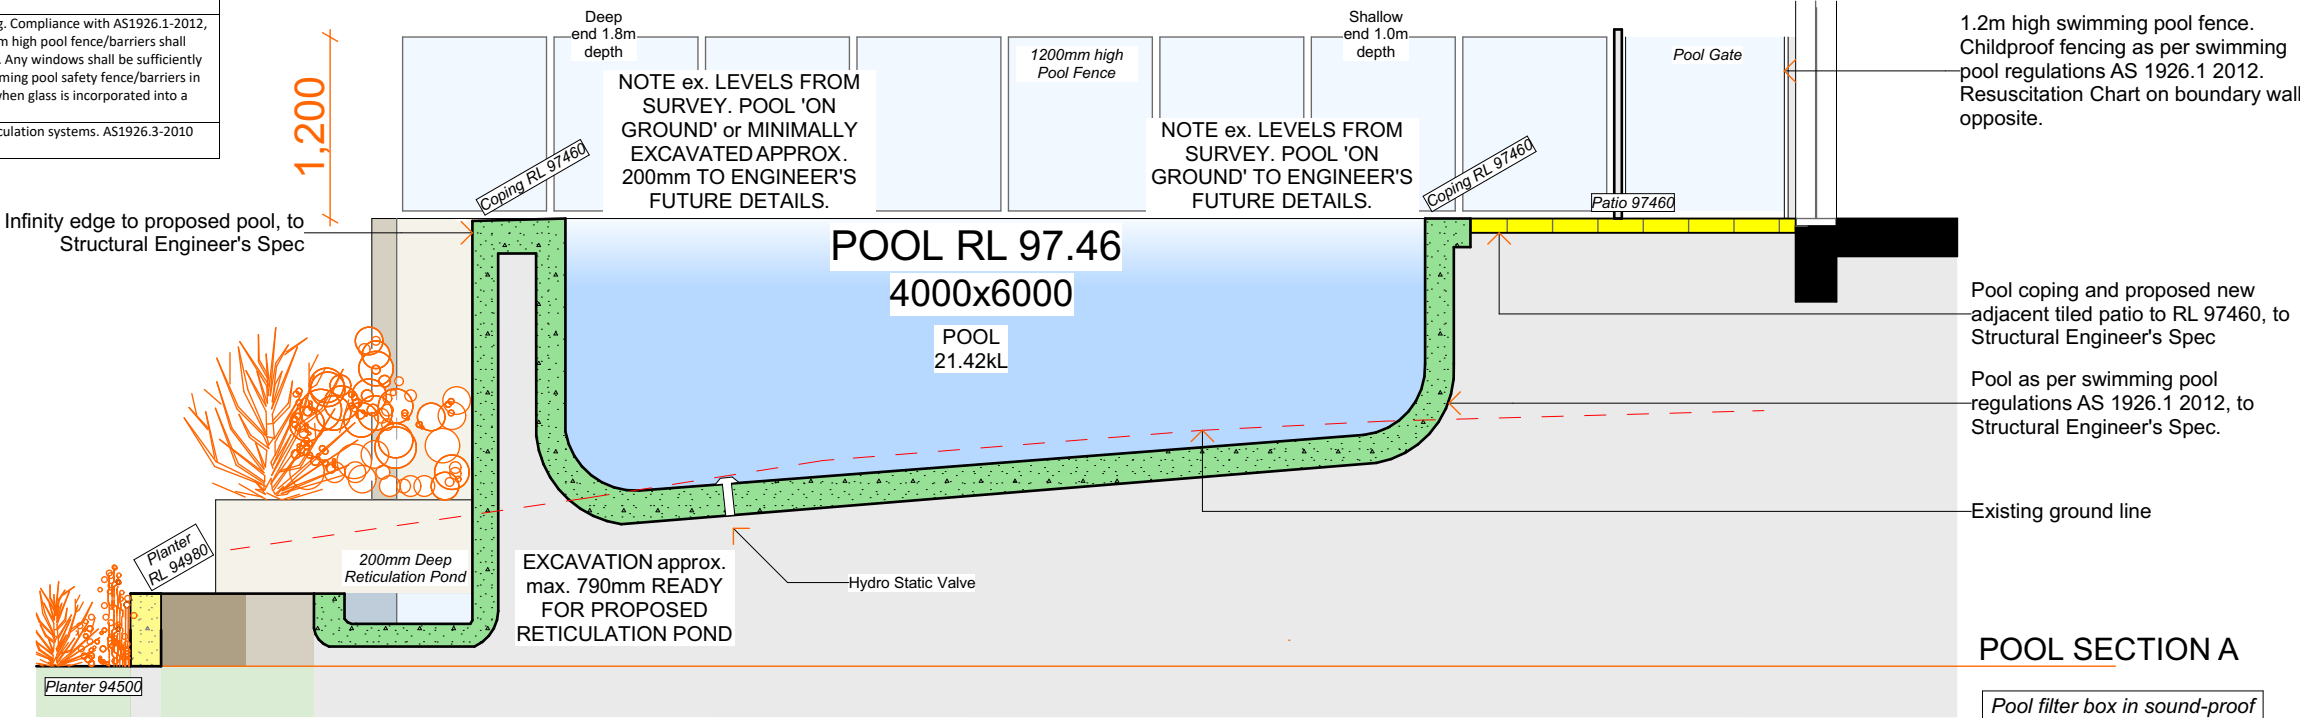 g. Compliance with AS1926.1-2012,
m high pool fence/barriers shall
. Any windows shall be sufficiently
ming pool safety fence/barriers in
when glass is incorporated into a
culation systems. AS1926.3-2010
1,200
Deep
end 1.8m
depth
Shallow
end 1.0m
depth
1200mm high
Pool Fence
Pool Gate
1.2m high swimming pool fence.
Childproof fencing as per swimming
pool regulations AS 1926.1 2012.
Resuscitation Chart on boundary wall
opposite.
NOTE ex. LEVELS FROM
SURVEY. POOL 'ON
GROUND' or MINIMALLY
EXCAVATED APPROX.
200mm TO ENGINEER'S
FUTURE DETAILS.
NOTE ex. LEVELS FROM
SURVEY. POOL 'ON
GROUND' TO ENGINEER'S
FUTURE DETAILS.
Coping RL 97460
Coping RL 97460
Patio 97460
Infinity edge to proposed pool, to
Structural Engineer's Spec
POOL RL 97.46
4000x6000
POOL
21.42kL
Pool coping and proposed new
adjacent tiled patio to RL 97460, to
Structural Engineer's Spec
Pool as per swimming pool
regulations AS 1926.1 2012, to
Structural Engineer's Spec.
Existing ground line
Planter
RL 94980
200mm Deep
Reticulation Pond
EXCAVATION approx.
max. 790mm READY
FOR PROPOSED
RETICULATION POND
Hydro Static Valve
POOL SECTION A
Planter 94500
Pool filter box in sound-proof